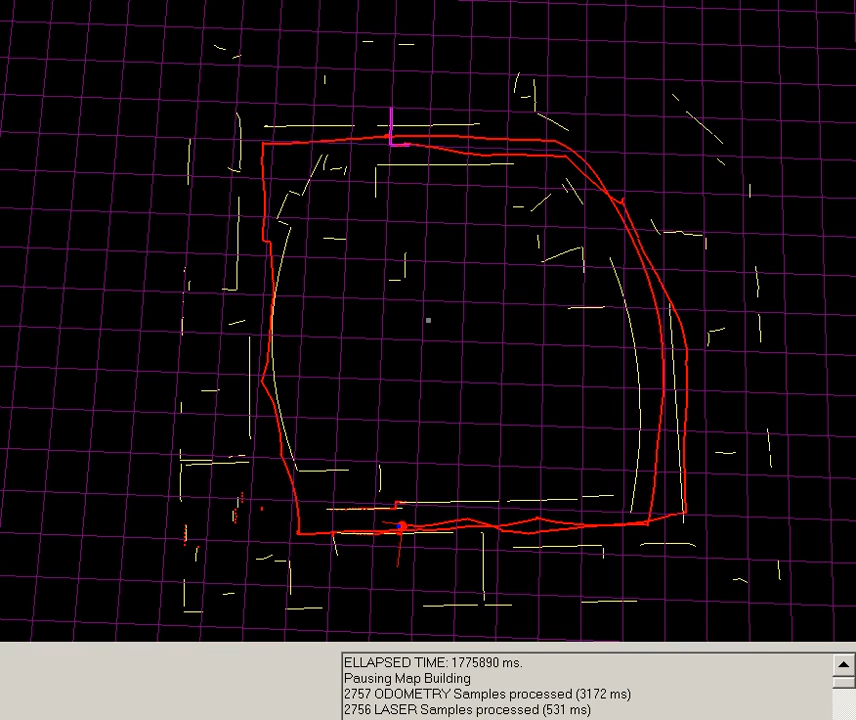 ELLAPSED TIME: 1775890 ms.
Pausing Map Building
2757 ODOMETRY Samples processed (3172 ms)
2756 LASER Samples processed (531 ms)